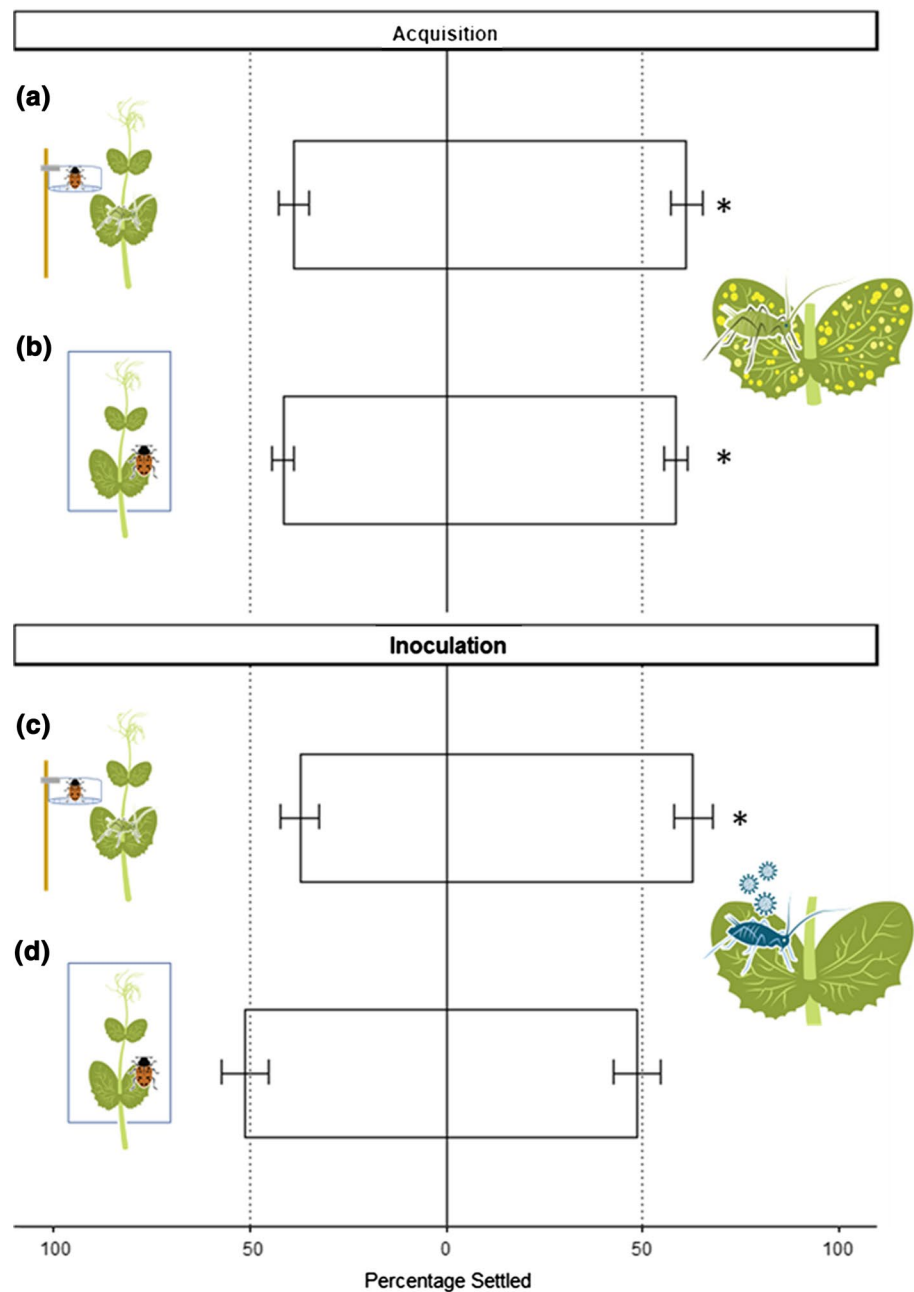 Acquisition
(a)
*
(b)
*
Inoculation
(c)
*
(d)
100 50 0 50 100
Percentage Settled